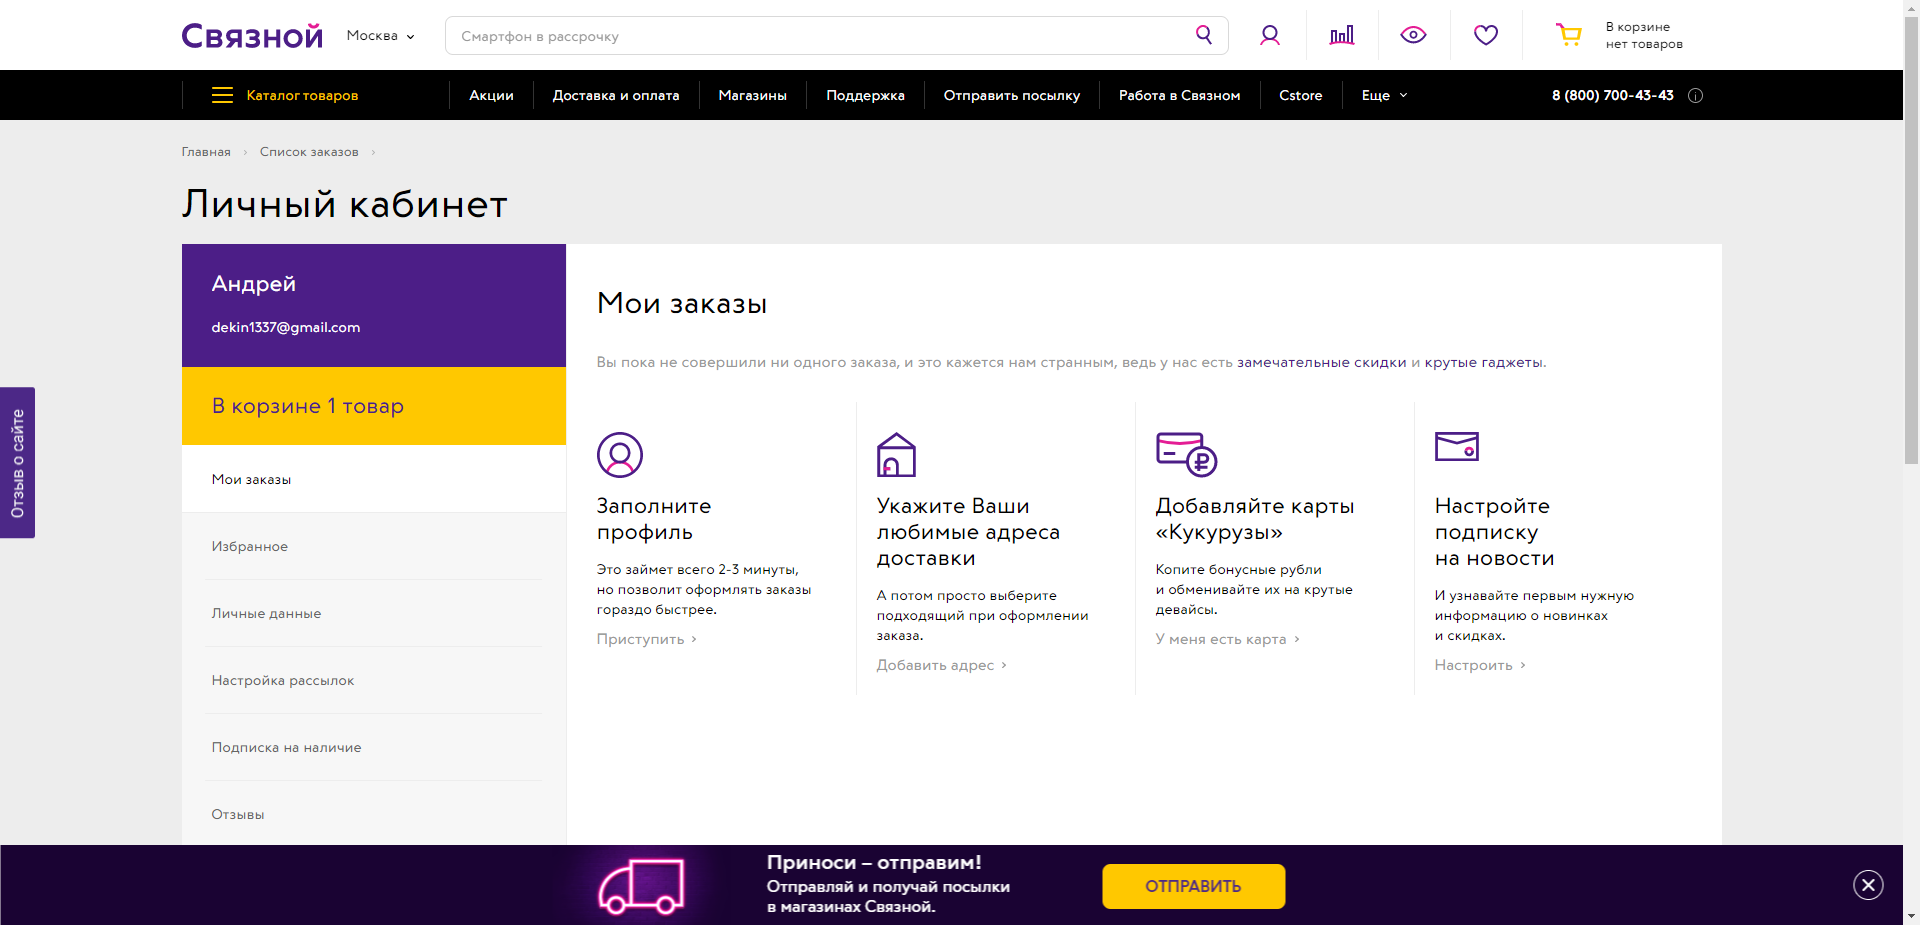 Связной
Москва
Смартфон в рассрочку
В корзине
нет товаров
Каталог товаров
Акции
Доставка и оплата
Магазины
Поддержка
Отправить посылку
Работа в Связном
Cstore
Еще
8 (800) 700-43-43
Главная
Список заказов
Личный кабинет
Андрей
dekin1337@gmail.com
В корзине 1 товар
Мои заказы
Избранное
Личные данные
Настройка рассылок
Подписка на наличие
Отзывы
Отзыв о сайте
Мои заказы
Вы пока не совершили ни одного заказа, и это кажется нам странным, ведь у нас есть замечательные скидки и крутые гаджеты.
Заполните
профиль
Это займет всего 2-3 минуты,
но позволит оформлять заказы
гораздо быстрее.
Приступить
Укажите Ваши
любимые адреса
доставки
А потом просто выберите
подходящий при оформлении
заказа.
Добавить адрес
Добавляйте карты
«Кукурузы»
Копите бонусные рубли
и обменивайте их на крутые
девайсы.
У меня есть карта
Настройте
подписку
на новости
И узнавайте первым нужную
информацию о новинках
и скидках.
Настроить
Приноси – отправим!
Отправляй и получай посылки
в магазинах Связной.
ОТПРАВИТЬ